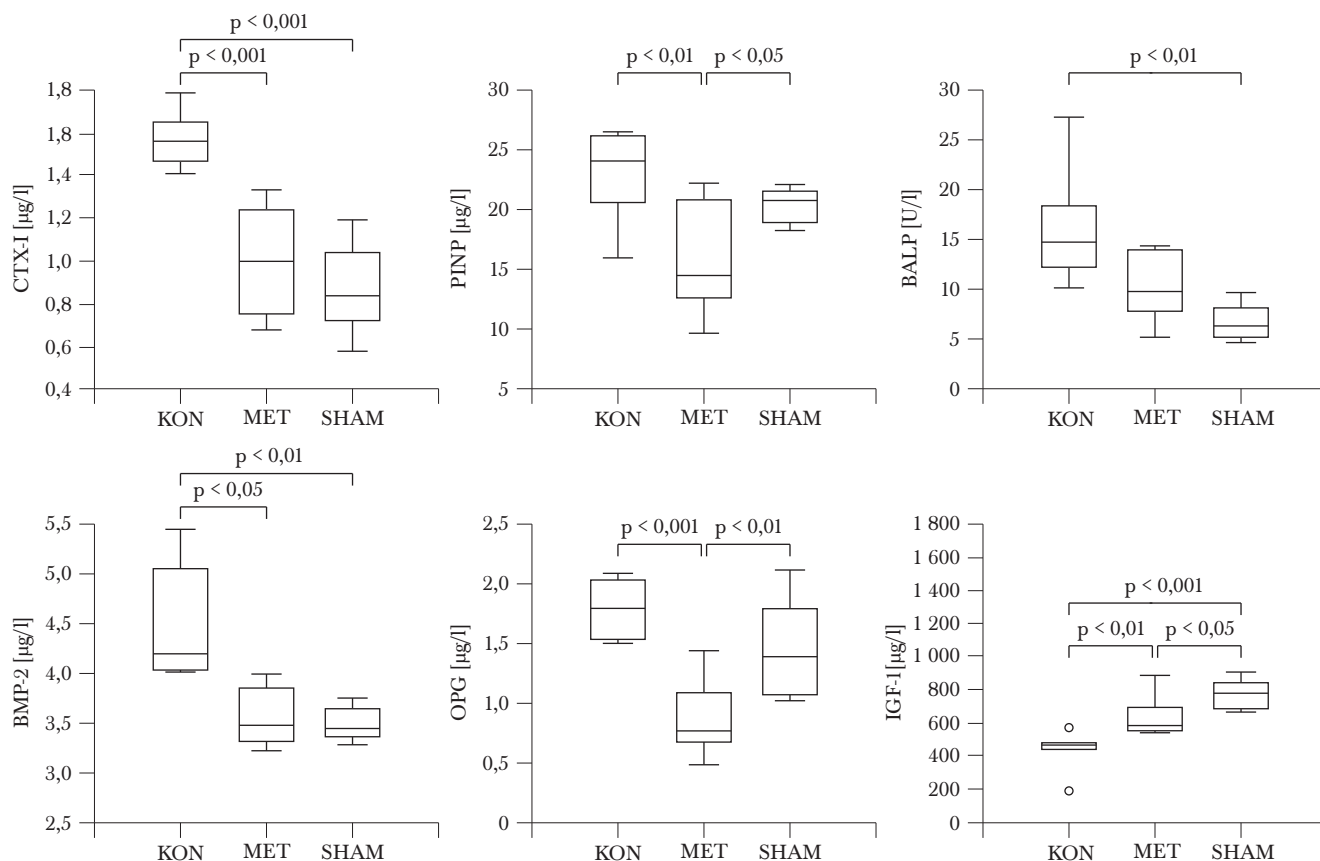 p < 0,001
p < 0,001
CTX-I [µg/l]
1,8
1,8
1,4
1,2
1,0
0,8
0,6
0,4
KON MET SHAM
p < 0,01 p < 0,05
PINP [µg/l]
30
25
20
15
10
5
KON MET SHAM
p < 0,01
BALP [U/l]
30
25
20
15
10
5
0
KON MET SHAM
p < 0,01
p < 0,05
BMP-2 [µg/l]
5,5
5,0
4,5
4,0
3,5
3,0
2,5
KON MET SHAM
p < 0,001 p < 0,01
OPG [µg/l]
2,5
2,0
1,5
1,0
0,5
0
KON MET SHAM
p < 0,001
p < 0,01 p < 0,05
IGF-1[µg/l]
1 800
1 600
1 400
1 200
1 000
800
600
400
200
0
KON MET SHAM